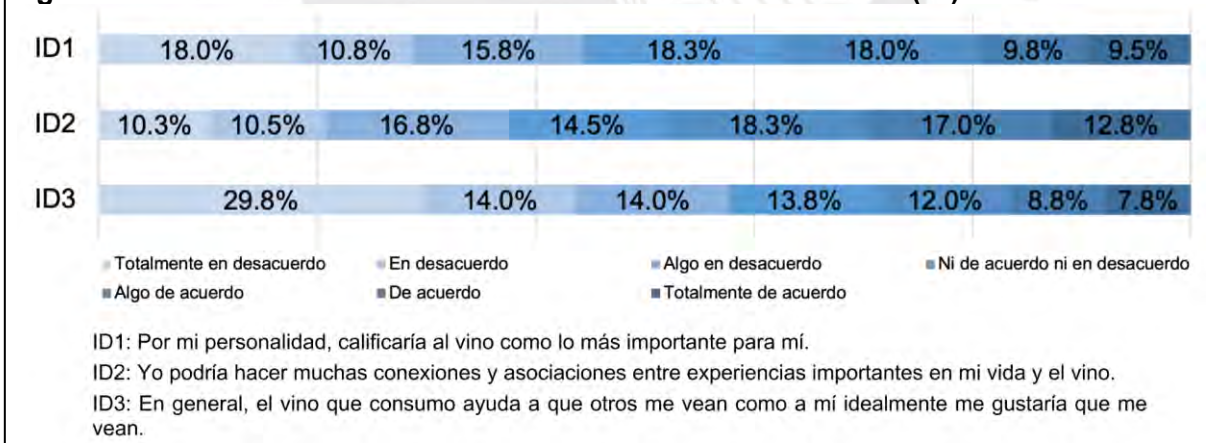 ID1 18.0% 10.8% 15.8% 18.3% 18.0% 9.8% 9.5%
ID2 10.3% 10.5% 16.8% 14.5% 18.3% 17.0% 12.8%
ID3 29.8% 14.0% 14.0% 13.8% 12.0% 8.8% 7.8%
Totalmente en desacuerdo En desacuerdo Algo en desacuerdo Ni de acuerdo ni en desacuerdo
Algo de acuerdo De acuerdo Totalmente de acuerdo
ID1: Por mi personalidad, calificaría al vino como lo más importante para mí.
ID2: Yo podría hacer muchas conexiones y asociaciones entre experiencias importantes en mi vida y el vino.
ID3: En general, el vino que consumo ayuda a que otros me vean como a mí idealmente me gustaría que me
vean.